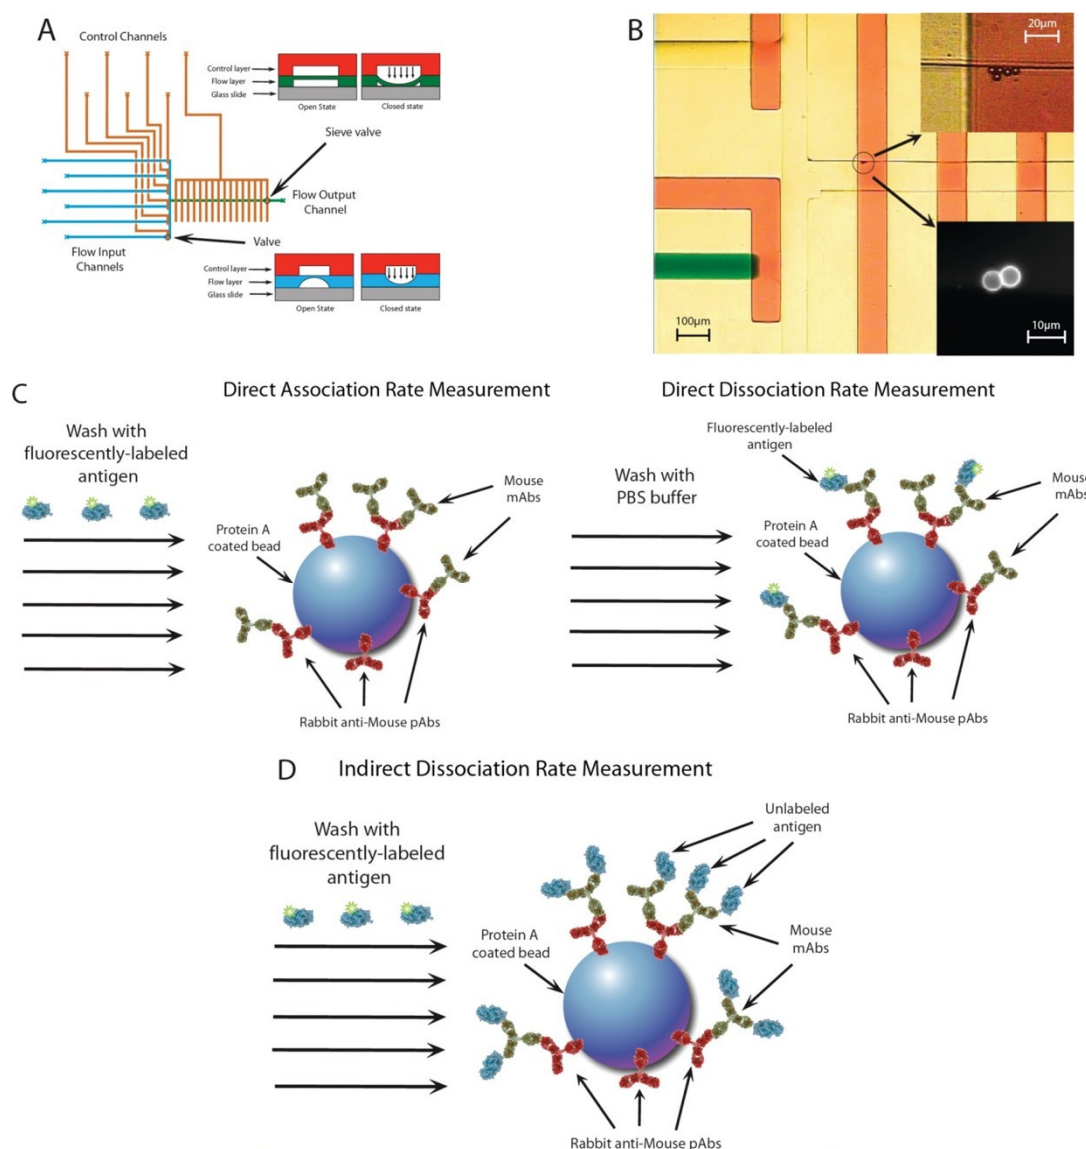 A
Control Channels
Control layer
Flow layer
Glass slide
Open State
Closed state
Sieve valve
Flow Output
Channel
Valve
Flow Input
Channels
Control layer
Flow layer
Glass slide
Open State
Closed state
B
20μm
100μm
10μm
C
Direct Association Rate Measurement
Wash with
fluorescently-labeled
antigen
Protein A
coated bead
Mouse
mAbs
Rabbit anti-Mouse pAbs
Direct Dissociation Rate Measurement
Fluorescently-labeled
antigen
Wash with
PBS buffer
Protein A
coated bead
Mouse
mAbs
Rabbit anti-Mouse pAbs
D
Indirect Dissociation Rate Measurement
Wash with
fluorescently-labeled
antigen
Unlabeled
antigen
Protein A
coated bead
Mouse
mAbs
Rabbit anti-Mouse pAbs